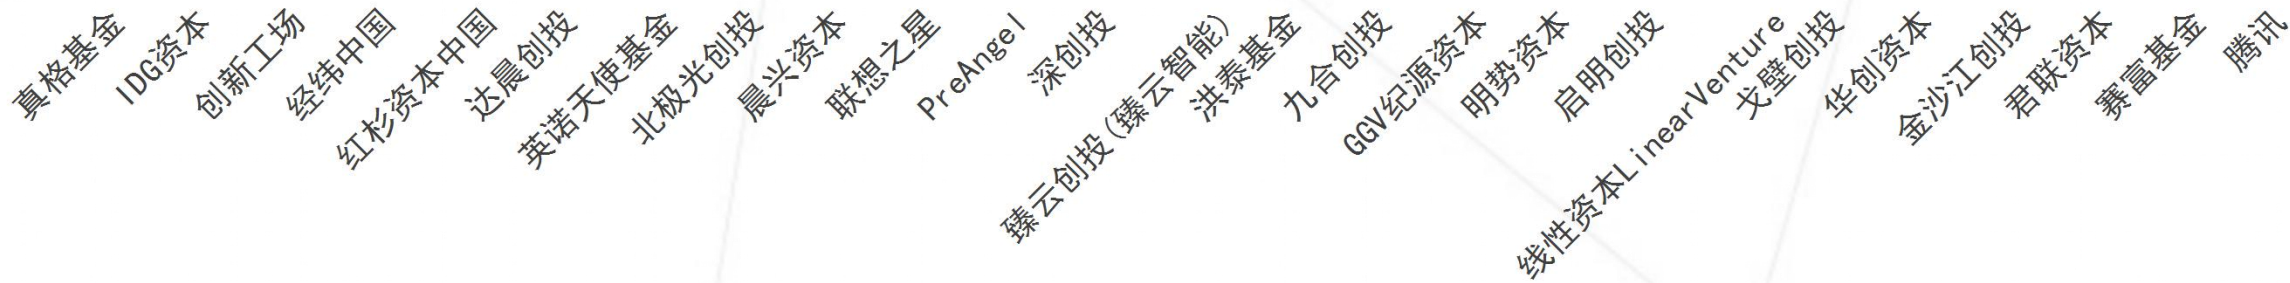 真格基金
IDG资本
创新工场
经纬中国
红杉资本中国
达晨创投
英诺天使基金
北极光创投
晨兴资本
联想之星
PreAngel
深创投
臻云创投(臻云智能)
洪泰基金
九合创投
GGV纪源资本
明势资本
启明创投
线性资本LinearVenture
戈壁创投
华创资本
金沙江创投
君联资本
赛富基金
腾讯